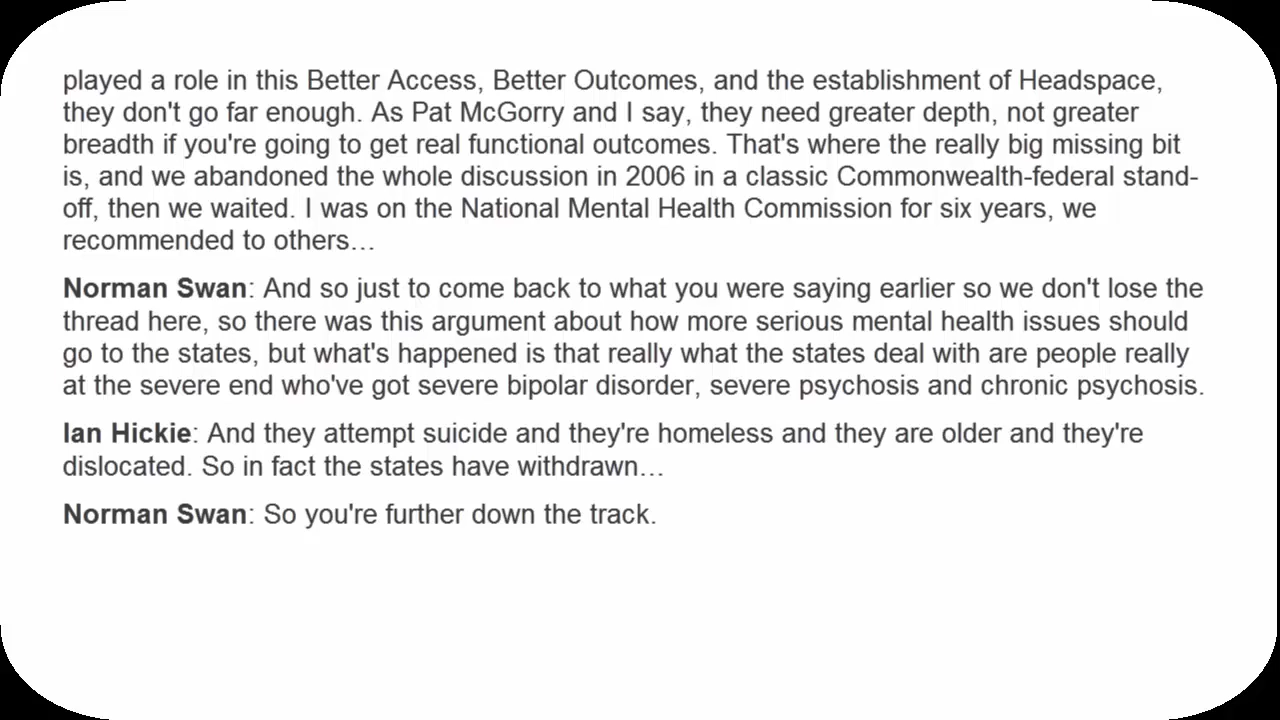 played a role in this Better Access, Better Outcomes, and the establishment of Headspace,
they don't go far enough. As Pat McGorry and I say, they need greater depth, not greater
breadth if you're going to get real functional outcomes. That's where the really big missing bit
is, and we abandoned the whole discussion in 2006 in a classic Commonwealth-federal stand-
off, then we waited. I was on the National Mental Health Commission for six years, we
recommended to others…
Norman Swan: And so just to come back to what you were saying earlier so we don't lose the
thread here, so there was this argument about how more serious mental health issues should
go to the states, but what's happened is that really what the states deal with are people really
at the severe end who've got severe bipolar disorder, severe psychosis and chronic psychosis.
Ian Hickie: And they attempt suicide and they're homeless and they are older and they're
dislocated. So in fact the states have withdrawn…
Norman Swan: So you're further down the track.